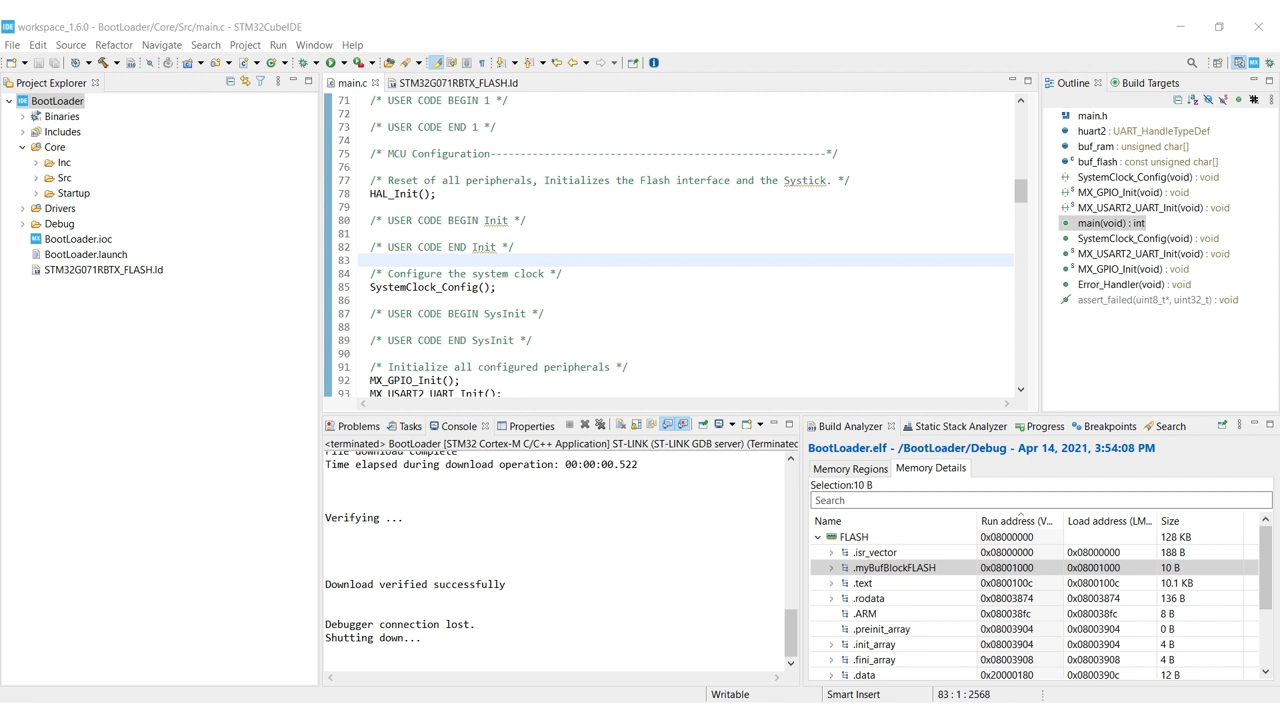 workspace_1.6.0 - BootLoader/Core/Src/main.c - STM32CubeIDE
File Edit Source Refactor Navigate Search Project Run Window Help
Project Explorer
BootLoader
Binaries
Includes
Core
Inc
Src
Startup
Drivers
Debug
BootLoader.ioc
BootLoader.launch
STM32G071RBTX_FLASH.ld
main.c
STM32G071RBTX_FLASH.ld
71 /* USER CODE BEGIN 1 */
72
73 /* USER CODE END 1 */
74
75 /* MCU Configuration--------------------------------------------------------*/
76
77 /* Reset of all peripherals, Initializes the Flash interface and the Systick. */
78 HAL_Init();
79
80 /* USER CODE BEGIN Init */
81
82 /* USER CODE END Init */
83
84 /* Configure the system clock */
85 SystemClock_Config();
86
87 /* USER CODE BEGIN SysInit */
88
89 /* USER CODE END SysInit */
90
91 /* Initialize all configured peripherals */
92 MX_GPIO_Init();
93 MX_USART2_UART_Init();
Outline
Build Targets
main.h
huart2 : UART_HandleTypeDef
buf_ram : unsigned char[]
buf_flash : const unsigned char[]
SystemClock_Config(void) : void
MX_GPIO_Init(void) : void
MX_USART2_UART_Init(void) : void
main(void) : int
SystemClock_Config(void) : void
MX_USART2_UART_Init(void) : void
MX_GPIO_Init(void) : void
Error_Handler(void) : void
assert_failed(uint8_t*, uint32_t) : void
Problems Tasks Console Properties
<terminated> BootLoader [STM32 Cortex-M C/C++ Application] ST-LINK (ST-LINK GDB server) (Terminated
File download complete
Time elapsed during download operation: 00:00:00.522
Verifying ...
Download verified successfully
Debugger connection lost.
Shutting down...
Build Analyzer Static Stack Analyzer Progress Breakpoints Search
BootLoader.elf - /BootLoader/Debug - Apr 14, 2021, 3:54:08 PM
Memory Regions Memory Details
Selection:10 B
Search
Name Run address (V... Load address (LM... Size
FLASH 0x08000000 128 KB
.isr_vector 0x08000000 0x08000000 188 B
.myBufBlockFLASH 0x08001000 0x08001000 10 B
.text 0x0800100c 0x0800100c 10.1 KB
.rodata 0x08003874 0x08003874 136 B
.ARM 0x080038fc 0x080038fc 8 B
.preinit_array 0x08003904 0x08003904 0 B
.init_array 0x08003904 0x08003904 4 B
.fini_array 0x08003908 0x08003908 4 B
.data 0x20000180 0x0800390c 12 B
Writable
Smart Insert
83 : 1 : 2568